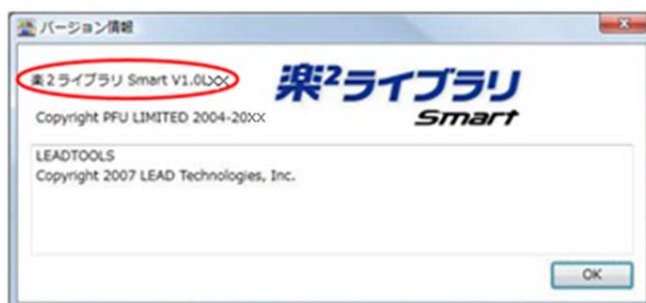 バージョン情報
楽2ライブラリ Smart V1.0LXX
楽²ライブラリ
Smart
Copyright PFU LIMITED 2004-20XX
LEADTOOLS
Copyright 2007 LEAD Technologies, Inc.
OK